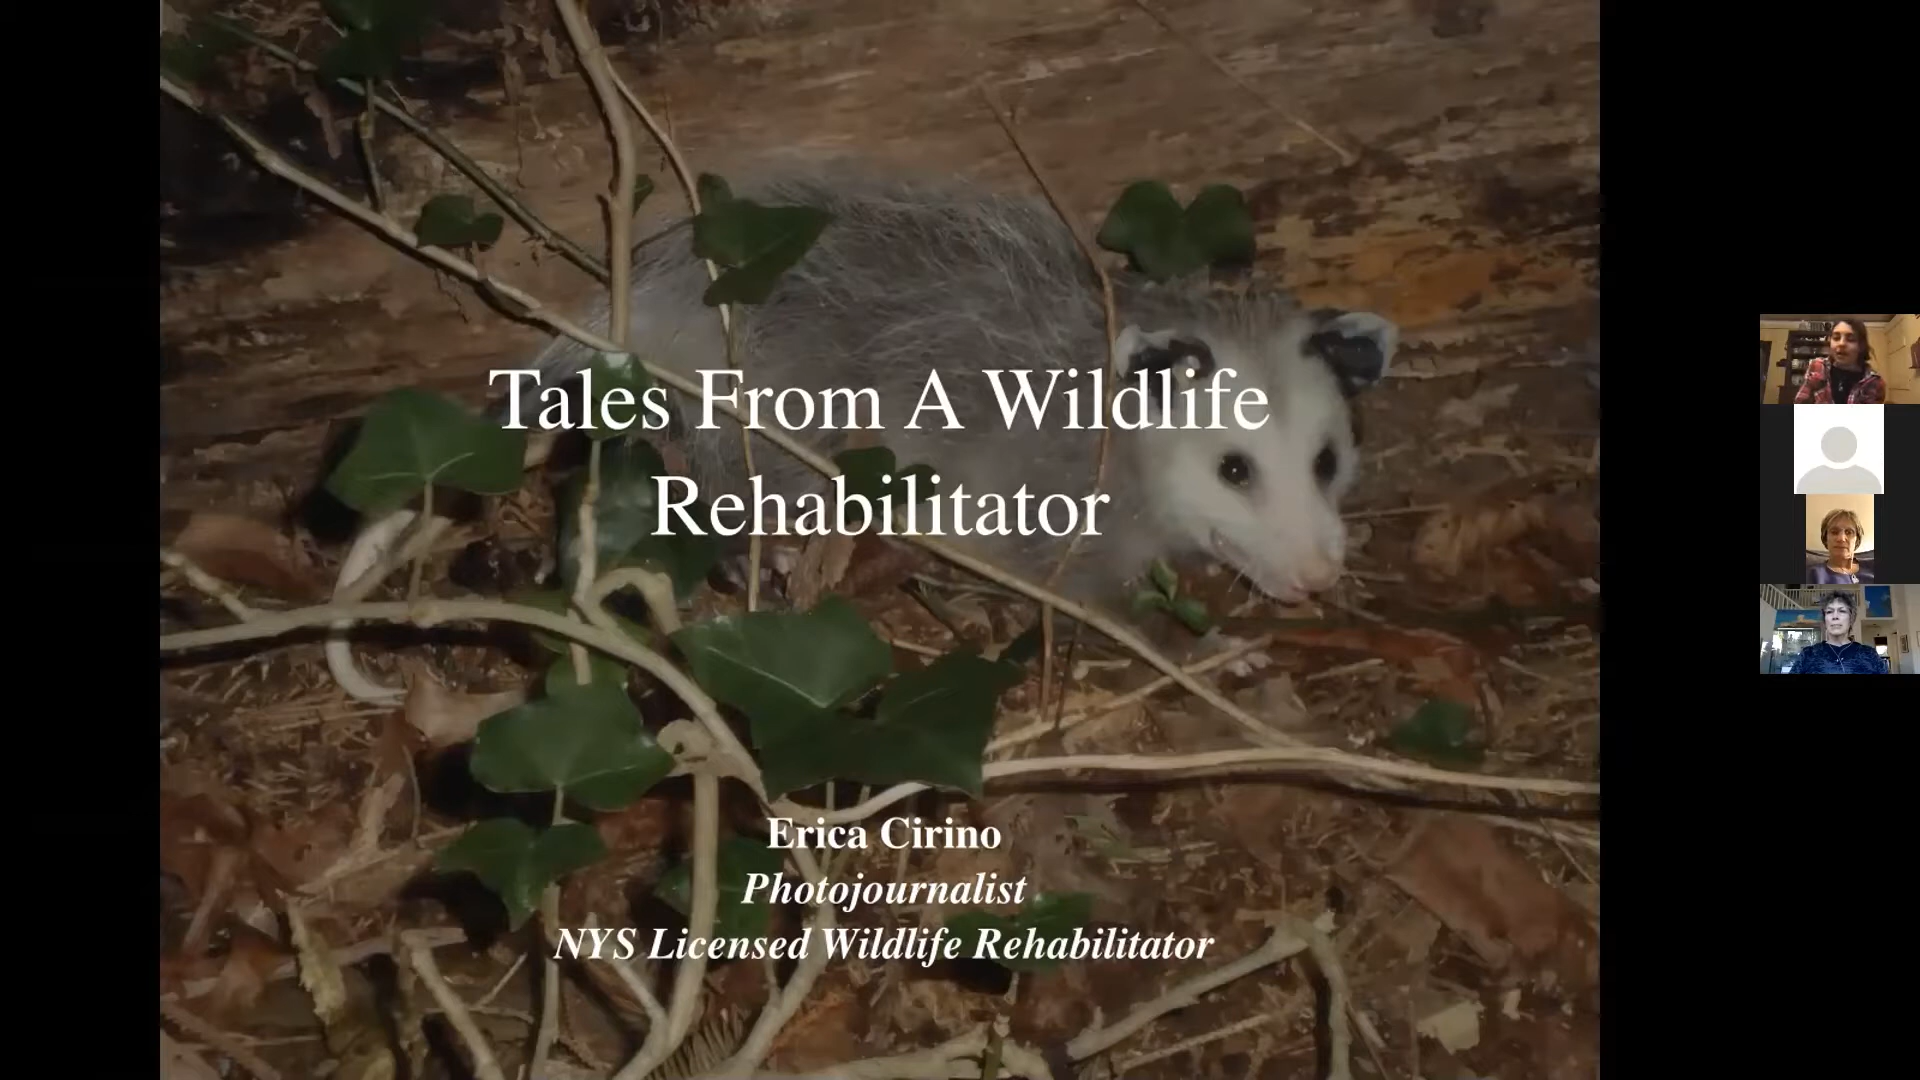 Tales From A Wildlife
Rehabilitator
Erica Cirino
Photojournalist
NYS Licensed Wildlife Rehabilitator